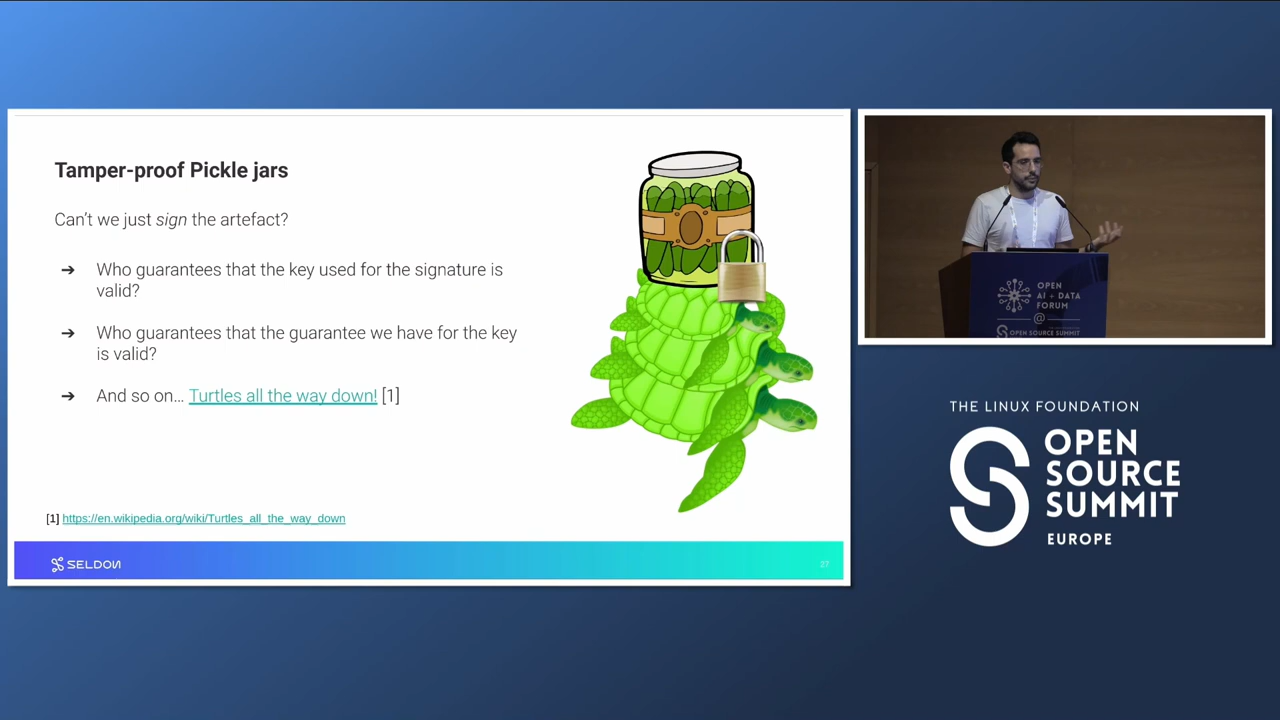 Tamper-proof Pickle jars
Can't we just sign the artefact?
➔ Who guarantees that the key used for the signature is
valid?
➔ Who guarantees that the guarantee we have for the key
is valid?
➔ And so on… Turtles all the way down! [1]
[1] https://en.wikipedia.org/wiki/Turtles_all_the_way_down
SELDON
27
OPEN
AI + DATA
FORUM
@
OPEN SOURCE SUMMIT
THE LINUX FOUNDATION
OPEN
SOURCE
SUMMIT
EUROPE